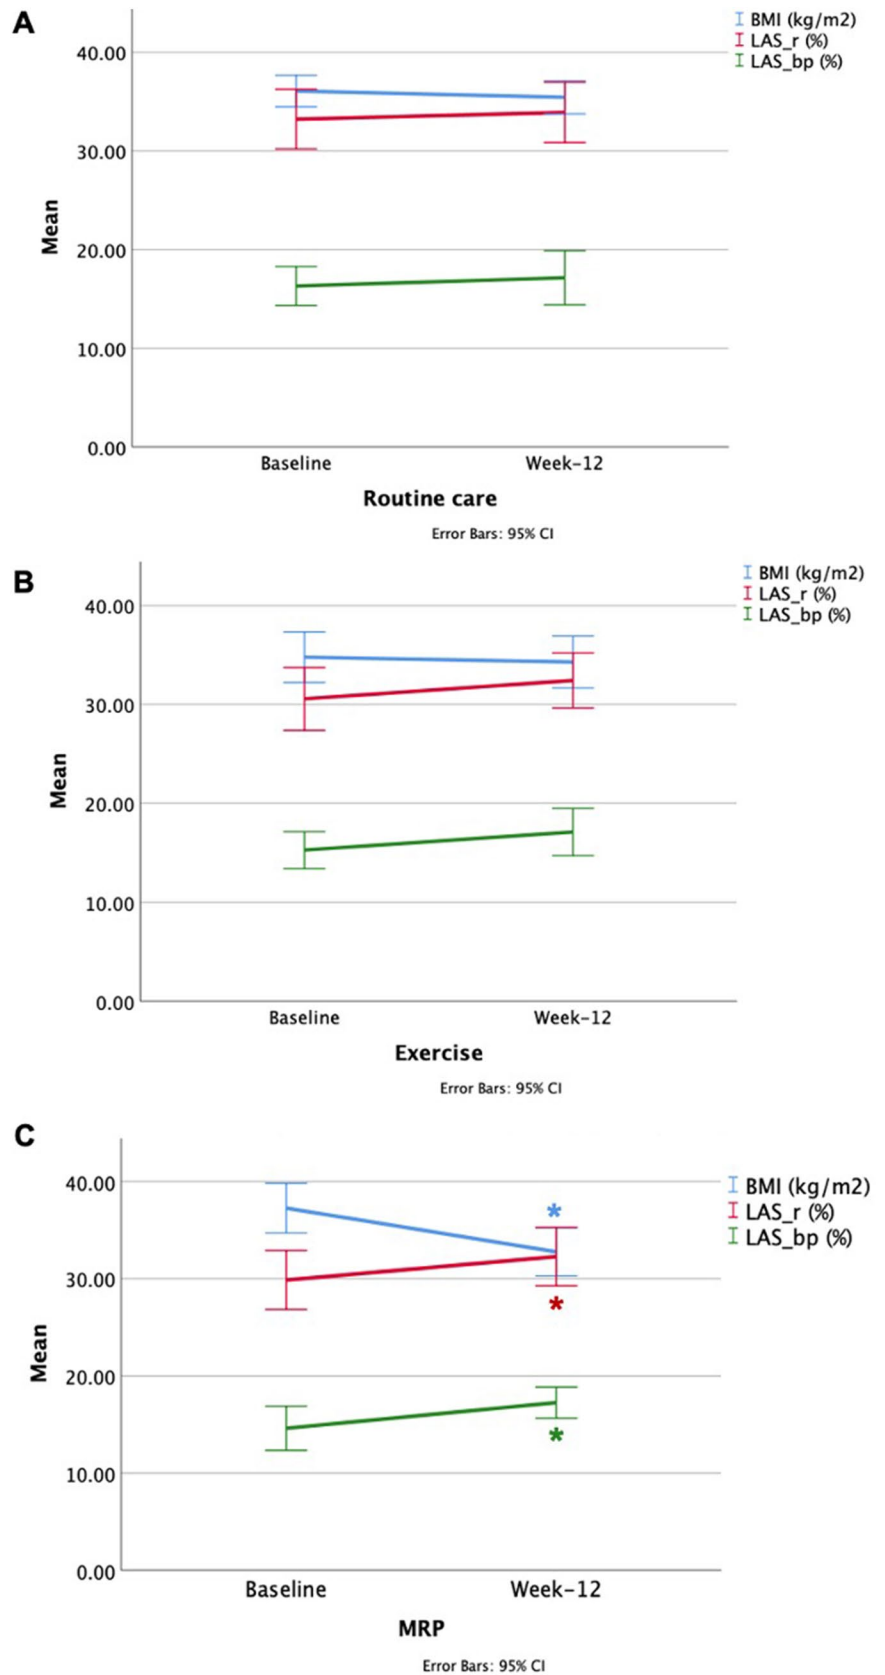 A
BMI (kg/m2)
LAS_r (%)
LAS_bp (%)
40.00
30.00
20.00
10.00
0.00
Mean
Baseline Week-12
Routine care
Error Bars: 95% CI
B
BMI (kg/m2)
LAS_r (%)
LAS_bp (%)
40.00
30.00
20.00
10.00
0.00
Mean
Baseline Week-12
Exercise
Error Bars: 95% CI
C
BMI (kg/m2)
LAS_r (%)
LAS_bp (%)
40.00
30.00
20.00
10.00
0.00
Mean
*
*
*
Baseline Week-12
MRP
Error Bars: 95% CI